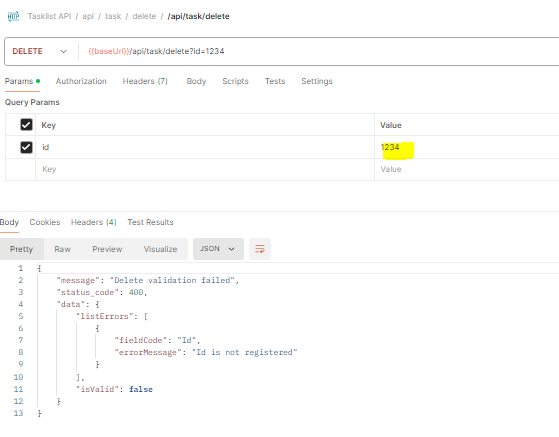 HTTP Tasklist API / api / task / delete / /api/task/delete
DELETE {{baseUrl}}/api/task/delete?id=1234
Params Authorization Headers (7) Body Scripts Tests Settings
Query Params
Key Value
id 1234
Key Value
Body Cookies Headers (4) Test Results
Pretty Raw Preview Visualize JSON
1 {
2 "message": "Delete validation failed",
3 "status_code": 400,
4 "data": {
5 "listErrors": [
6 {
7 "fieldCode": "Id",
8 "errorMessage": "Id is not registered"
9 }
10 ],
11 "isValid": false
12 }
13 }